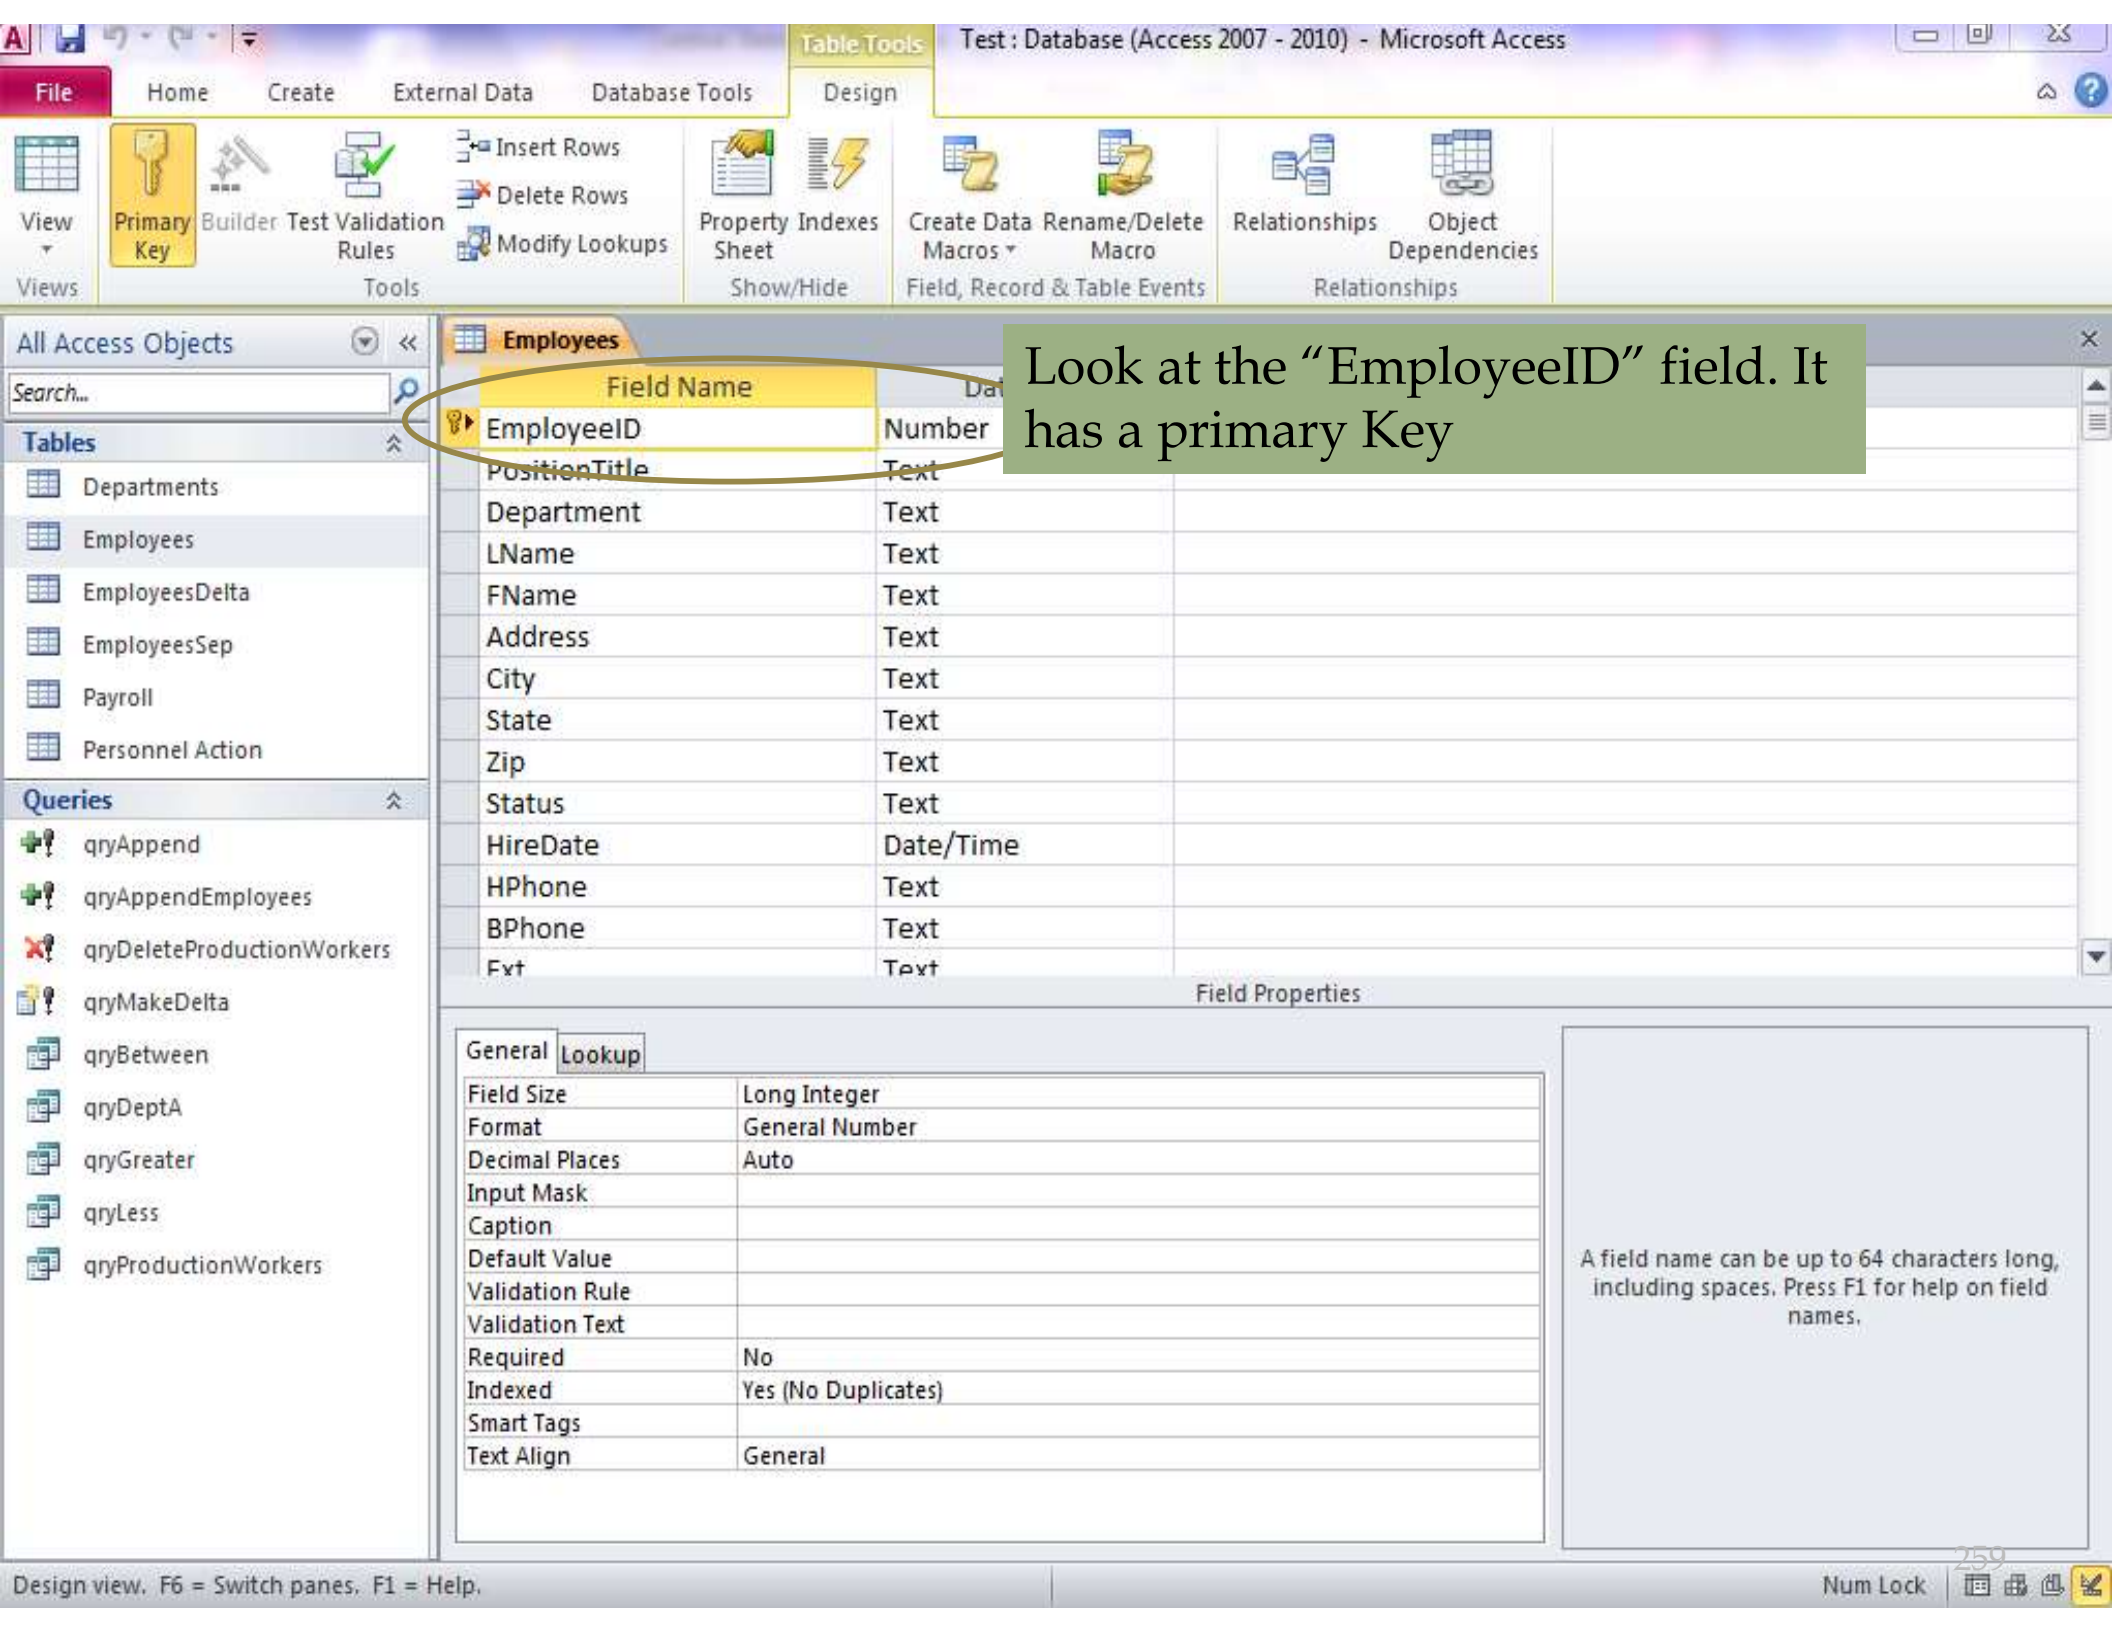 Table Tools
Test : Database (Access 2007 - 2010) - Microsoft Access
File Home Create External Data Database Tools Design
View
Primary Key
Builder
Test Validation Rules
Insert Rows
Delete Rows
Modify Lookups
Property Sheet
Indexes
Create Data Macros
Rename/Delete Macro
Relationships
Object Dependencies
Views Tools Show/Hide Field, Record & Table Events Relationships
All Access Objects
Search...
Tables
Departments
Employees
EmployeesDelta
EmployeesSep
Payroll
Personnel Action
Queries
qryAppend
qryAppendEmployees
qryDeleteProductionWorkers
qryMakeDelta
qryBetween
qryDeptA
qryGreater
qryLess
qryProductionWorkers
Employees
Look at the “EmployeeID” field. It
has a primary Key
Field Name Dat
EmployeeID Number
PositionTitle Text
Department Text
LName Text
FName Text
Address Text
City Text
State Text
Zip Text
Status Text
HireDate Date/Time
HPhone Text
BPhone Text
Ext Text
Field Properties
General Lookup
Field Size Long Integer
Format General Number
Decimal Places Auto
Input Mask
Caption
Default Value
Validation Rule
Validation Text
Required No
Indexed Yes (No Duplicates)
Smart Tags
Text Align General
A field name can be up to 64 characters long,
including spaces. Press F1 for help on field
names.
259
Design view. F6 = Switch panes. F1 = Help.
Num Lock